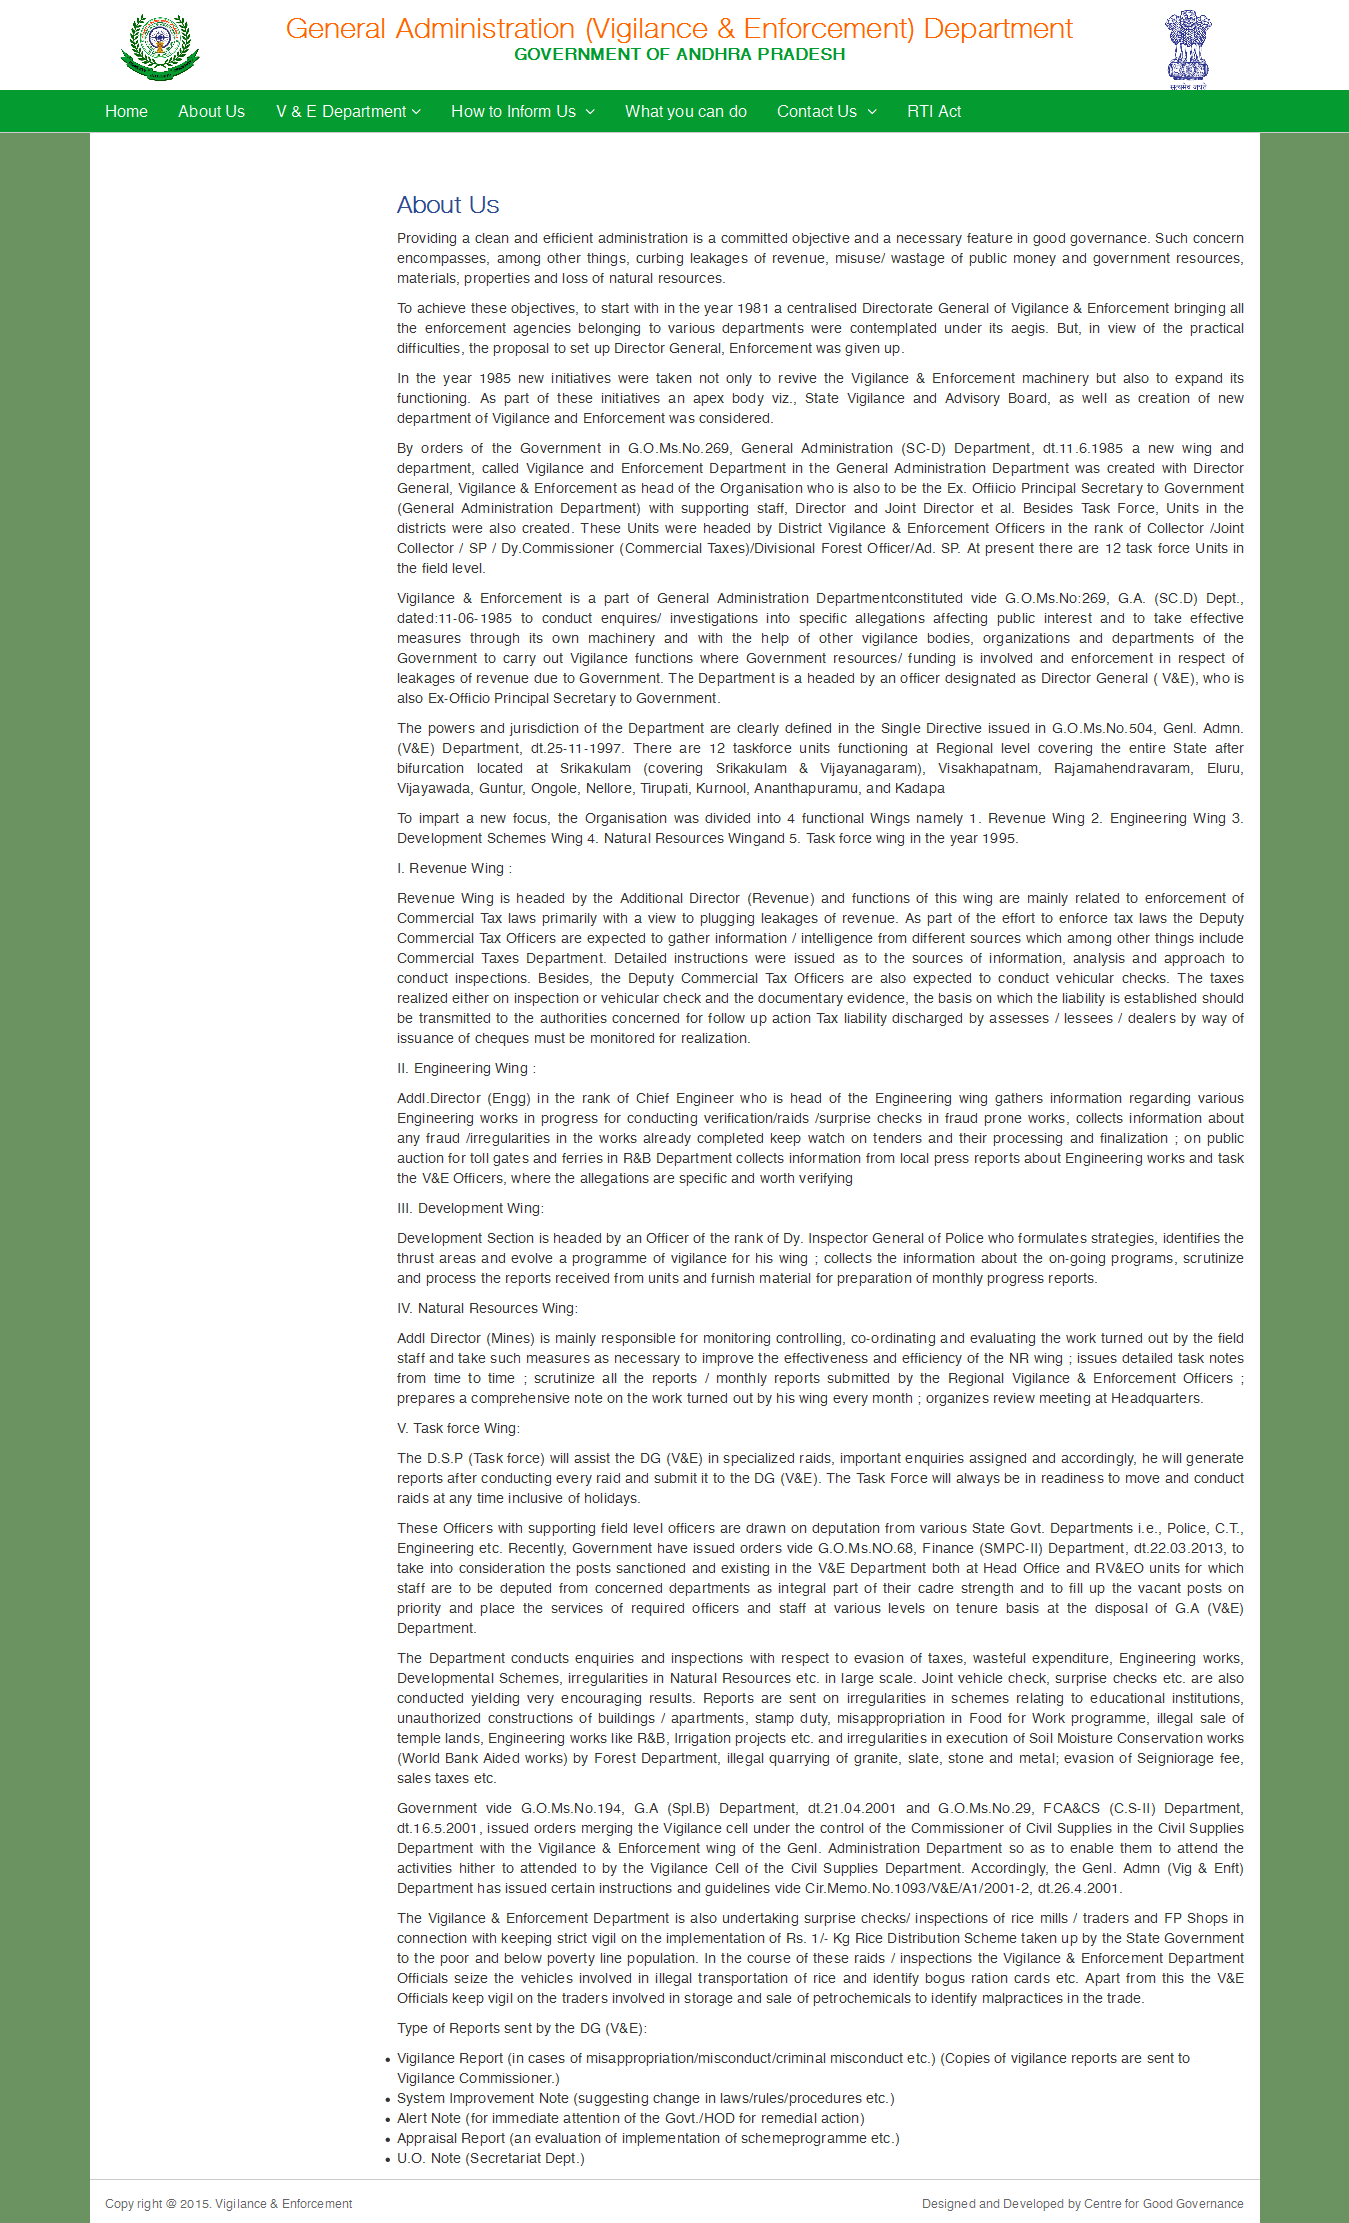 General Administration (Vigilance & Enforcement) Department
GOVERNMENT OF ANDHRA PRADESH
सत्यमेव जयते
Home About Us V & E Department How to Inform Us What you can do Contact Us RTI Act
About Us
Providing a clean and efficient administration is a committed objective and a necessary feature in good governance. Such concern
encompasses, among other things, curbing leakages of revenue, misuse/ wastage of public money and government resources,
materials, properties and loss of natural resources.
To achieve these objectives, to start with in the year 1981 a centralised Directorate General of Vigilance & Enforcement bringing all
the enforcement agencies belonging to various departments were contemplated under its aegis. But, in view of the practical
difficulties, the proposal to set up Director General, Enforcement was given up.
In the year 1985 new initiatives were taken not only to revive the Vigilance & Enforcement machinery but also to expand its
functioning. As part of these initiatives an apex body viz., State Vigilance and Advisory Board, as well as creation of new
department of Vigilance and Enforcement was considered.
By orders of the Government in G.O.Ms.No.269, General Administration (SC-D) Department, dt.11.6.1985 a new wing and
department, called Vigilance and Enforcement Department in the General Administration Department was created with Director
General, Vigilance & Enforcement as head of the Organisation who is also to be the Ex. Offiicio Principal Secretary to Government
(General Administration Department) with supporting staff, Director and Joint Director et al. Besides Task Force, Units in the
districts were also created. These Units were headed by District Vigilance & Enforcement Officers in the rank of Collector /Joint
Collector / SP / Dy.Commissioner (Commercial Taxes)/Divisional Forest Officer/Ad. SP. At present there are 12 task force Units in
the field level.
Vigilance & Enforcement is a part of General Administration Departmentconstituted vide G.O.Ms.No:269, G.A. (SC.D) Dept.,
dated:11-06-1985 to conduct enquires/ investigations into specific allegations affecting public interest and to take effective
measures through its own machinery and with the help of other vigilance bodies, organizations and departments of the
Government to carry out Vigilance functions where Government resources/ funding is involved and enforcement in respect of
leakages of revenue due to Government. The Department is a headed by an officer designated as Director General ( V&E), who is
also Ex-Officio Principal Secretary to Government.
The powers and jurisdiction of the Department are clearly defined in the Single Directive issued in G.O.Ms.No.504, Genl. Admn.
(V&E) Department, dt.25-11-1997. There are 12 taskforce units functioning at Regional level covering the entire State after
bifurcation located at Srikakulam (covering Srikakulam & Vijayanagaram), Visakhapatnam, Rajamahendravaram, Eluru,
Vijayawada, Guntur, Ongole, Nellore, Tirupati, Kurnool, Ananthapuramu, and Kadapa
To impart a new focus, the Organisation was divided into 4 functional Wings namely 1. Revenue Wing 2. Engineering Wing 3.
Development Schemes Wing 4. Natural Resources Wingand 5. Task force wing in the year 1995.
I. Revenue Wing :
Revenue Wing is headed by the Additional Director (Revenue) and functions of this wing are mainly related to enforcement of
Commercial Tax laws primarily with a view to plugging leakages of revenue. As part of the effort to enforce tax laws the Deputy
Commercial Tax Officers are expected to gather information / intelligence from different sources which among other things include
Commercial Taxes Department. Detailed instructions were issued as to the sources of information, analysis and approach to
conduct inspections. Besides, the Deputy Commercial Tax Officers are also expected to conduct vehicular checks. The taxes
realized either on inspection or vehicular check and the documentary evidence, the basis on which the liability is established should
be transmitted to the authorities concerned for follow up action Tax liability discharged by assesses / lessees / dealers by way of
issuance of cheques must be monitored for realization.
II. Engineering Wing :
Addl.Director (Engg) in the rank of Chief Engineer who is head of the Engineering wing gathers information regarding various
Engineering works in progress for conducting verification/raids /surprise checks in fraud prone works, collects information about
any fraud /irregularities in the works already completed keep watch on tenders and their processing and finalization ; on public
auction for toll gates and ferries in R&B Department collects information from local press reports about Engineering works and task
the V&E Officers, where the allegations are specific and worth verifying
III. Development Wing:
Development Section is headed by an Officer of the rank of Dy. Inspector General of Police who formulates strategies, identifies the
thrust areas and evolve a programme of vigilance for his wing ; collects the information about the on-going programs, scrutinize
and process the reports received from units and furnish material for preparation of monthly progress reports.
IV. Natural Resources Wing:
Addl Director (Mines) is mainly responsible for monitoring controlling, co-ordinating and evaluating the work turned out by the field
staff and take such measures as necessary to improve the effectiveness and efficiency of the NR wing ; issues detailed task notes
from time to time ; scrutinize all the reports / monthly reports submitted by the Regional Vigilance & Enforcement Officers ;
prepares a comprehensive note on the work turned out by his wing every month ; organizes review meeting at Headquarters.
V. Task force Wing:
The D.S.P (Task force) will assist the DG (V&E) in specialized raids, important enquiries assigned and accordingly, he will generate
reports after conducting every raid and submit it to the DG (V&E). The Task Force will always be in readiness to move and conduct
raids at any time inclusive of holidays.
These Officers with supporting field level officers are drawn on deputation from various State Govt. Departments i.e., Police, C.T.,
Engineering etc. Recently, Government have issued orders vide G.O.Ms.NO.68, Finance (SMPC-II) Department, dt.22.03.2013, to
take into consideration the posts sanctioned and existing in the V&E Department both at Head Office and RV&EO units for which
staff are to be deputed from concerned departments as integral part of their cadre strength and to fill up the vacant posts on
priority and place the services of required officers and staff at various levels on tenure basis at the disposal of G.A (V&E)
Department.
The Department conducts enquiries and inspections with respect to evasion of taxes, wasteful expenditure, Engineering works,
Developmental Schemes, irregularities in Natural Resources etc. in large scale. Joint vehicle check, surprise checks etc. are also
conducted yielding very encouraging results. Reports are sent on irregularities in schemes relating to educational institutions,
unauthorized constructions of buildings / apartments, stamp duty, misappropriation in Food for Work programme, illegal sale of
temple lands, Engineering works like R&B, Irrigation projects etc. and irregularities in execution of Soil Moisture Conservation works
(World Bank Aided works) by Forest Department, illegal quarrying of granite, slate, stone and metal; evasion of Seigniorage fee,
sales taxes etc.
Government vide G.O.Ms.No.194, G.A (Spl.B) Department, dt.21.04.2001 and G.O.Ms.No.29, FCA&CS (C.S-II) Department,
dt.16.5.2001, issued orders merging the Vigilance cell under the control of the Commissioner of Civil Supplies in the Civil Supplies
Department with the Vigilance & Enforcement wing of the Genl. Administration Department so as to enable them to attend the
activities hither to attended to by the Vigilance Cell of the Civil Supplies Department. Accordingly, the Genl. Admn (Vig & Enft)
Department has issued certain instructions and guidelines vide Cir.Memo.No.1093/V&E/A1/2001-2, dt.26.4.2001.
The Vigilance & Enforcement Department is also undertaking surprise checks/ inspections of rice mills / traders and FP Shops in
connection with keeping strict vigil on the implementation of Rs. 1/- Kg Rice Distribution Scheme taken up by the State Government
to the poor and below poverty line population. In the course of these raids / inspections the Vigilance & Enforcement Department
Officials seize the vehicles involved in illegal transportation of rice and identify bogus ration cards etc. Apart from this the V&E
Officials keep vigil on the traders involved in storage and sale of petrochemicals to identify malpractices in the trade.
Type of Reports sent by the DG (V&E):
• Vigilance Report (in cases of misappropriation/misconduct/criminal misconduct etc.) (Copies of vigilance reports are sent to
Vigilance Commissioner.)
• System Improvement Note (suggesting change in laws/rules/procedures etc.)
• Alert Note (for immediate attention of the Govt./HOD for remedial action)
• Appraisal Report (an evaluation of implementation of schemeprogramme etc.)
• U.O. Note (Secretariat Dept.)
Copy right @ 2015. Vigilance & Enforcement Designed and Developed by Centre for Good Governance